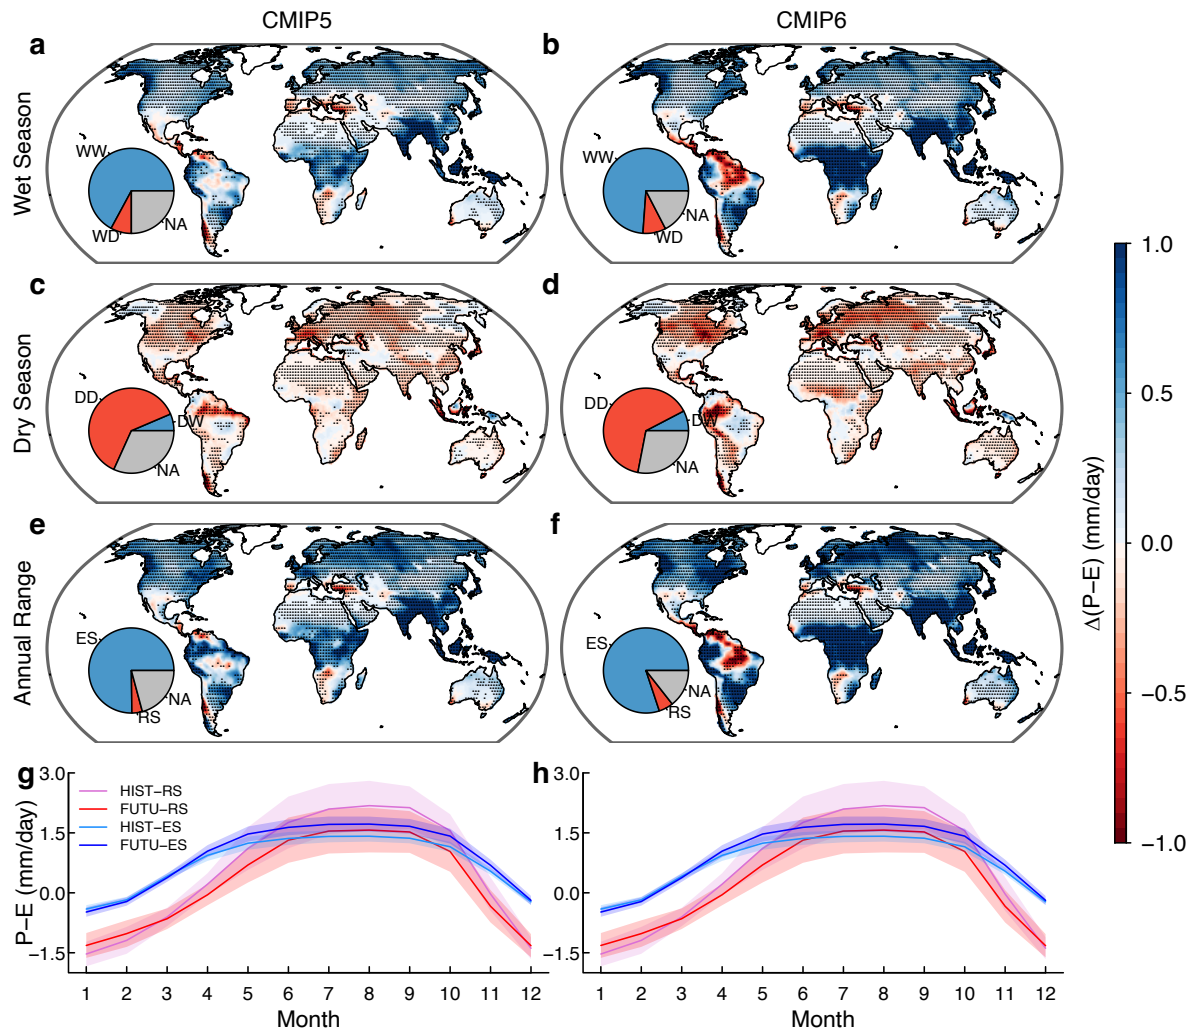 CMIP5
CMIP6
a
b
Wet Season
WW
WD
NA
WW
WD
NA
c
d
Dry Season
DD
DW
NA
DD
DW
NA
e
f
Annual Range
ES
RS
NA
ES
RS
NA
1.0
0.5
0.0
−0.5
−1.0
Δ(P−E) (mm/day)
g
h
P−E (mm/day)
3.0
1.5
0.0
−1.5
HIST−RS
FUTU−RS
HIST−ES
FUTU−ES
1 2 3 4 5 6 7 8 9 10 11 12
Month
3.0
1.5
0.0
−1.5
1 2 3 4 5 6 7 8 9 10 11 12
Month